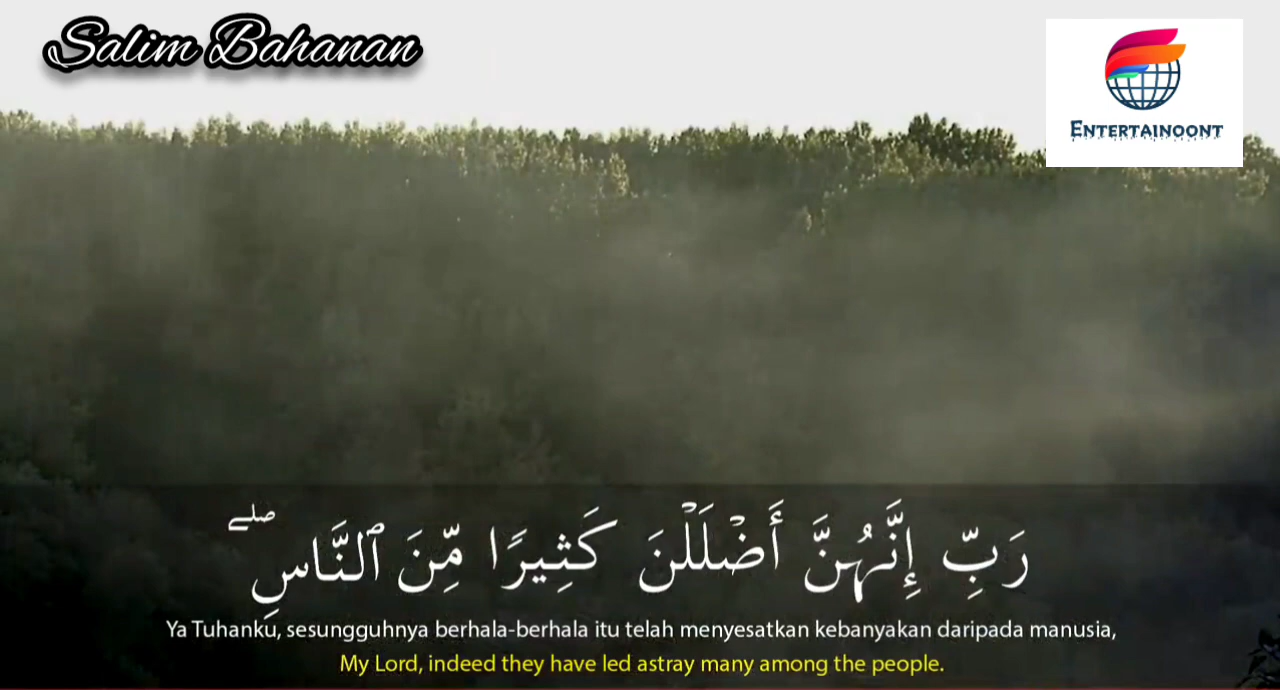 Salim Bahanan
ENTERTAINOONT
رَبِّ إِنَّهُنَّ أَضْلَلْنَ كَثِيرًا مِّنَ ٱلنَّاسِ ۖ
Ya Tuhanku, sesungguhnya berhala-berhala itu telah menyesatkan kebanyakan daripada manusia,
My Lord, indeed they have led astray many among the people.